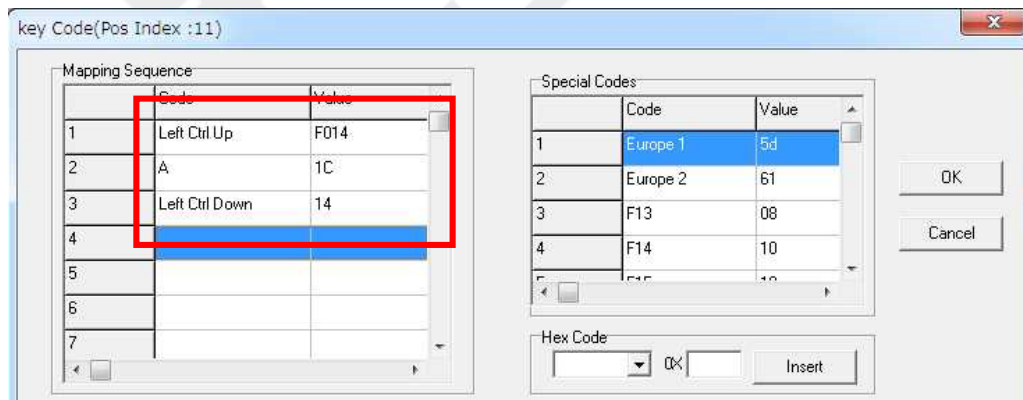 key Code(Pos Index :11)
Mapping Sequence
Code Value
1 Left Ctrl Up F014
2 A 1C
3 Left Ctrl Down 14
4
5
6
7
Special Codes
Code Value
1 Europe 1 5d
2 Europe 2 61
3 F13 08
4 F14 10
Hex Code
0X
Insert
OK
Cancel